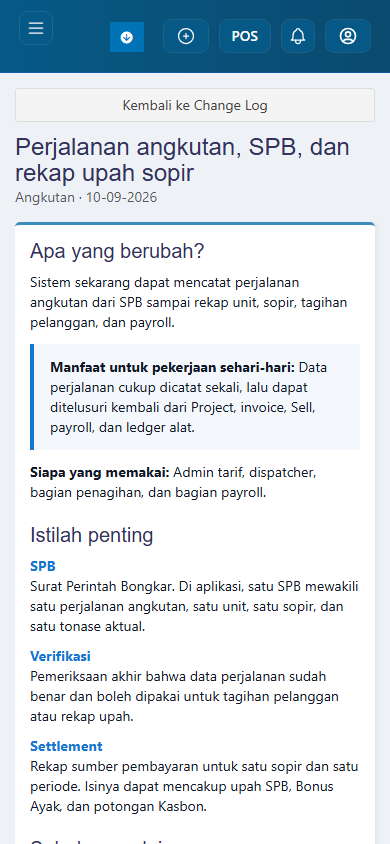 POS
Kembali ke Change Log
Perjalanan angkutan, SPB, dan
rekap upah sopir
Angkutan · 10-09-2026
Apa yang berubah?
Sistem sekarang dapat mencatat perjalanan
angkutan dari SPB sampai rekap unit, sopir, tagihan
pelanggan, dan payroll.
Manfaat untuk pekerjaan sehari-hari: Data
perjalanan cukup dicatat sekali, lalu dapat
ditelusuri kembali dari Project, invoice, Sell,
payroll, dan ledger alat.
Siapa yang memakai: Admin tarif, dispatcher,
bagian penagihan, dan bagian payroll.
Istilah penting
SPB
Surat Perintah Bongkar. Di aplikasi, satu SPB mewakili
satu perjalanan angkutan, satu unit, satu sopir, dan
satu tonase aktual.
Verifikasi
Pemeriksaan akhir bahwa data perjalanan sudah
benar dan boleh dipakai untuk tagihan pelanggan
atau rekap upah.
Settlement
Rekap sumber pembayaran untuk satu sopir dan satu
periode. Isinya dapat mencakup upah SPB, Bonus
Ayak, dan potongan Kasbon.